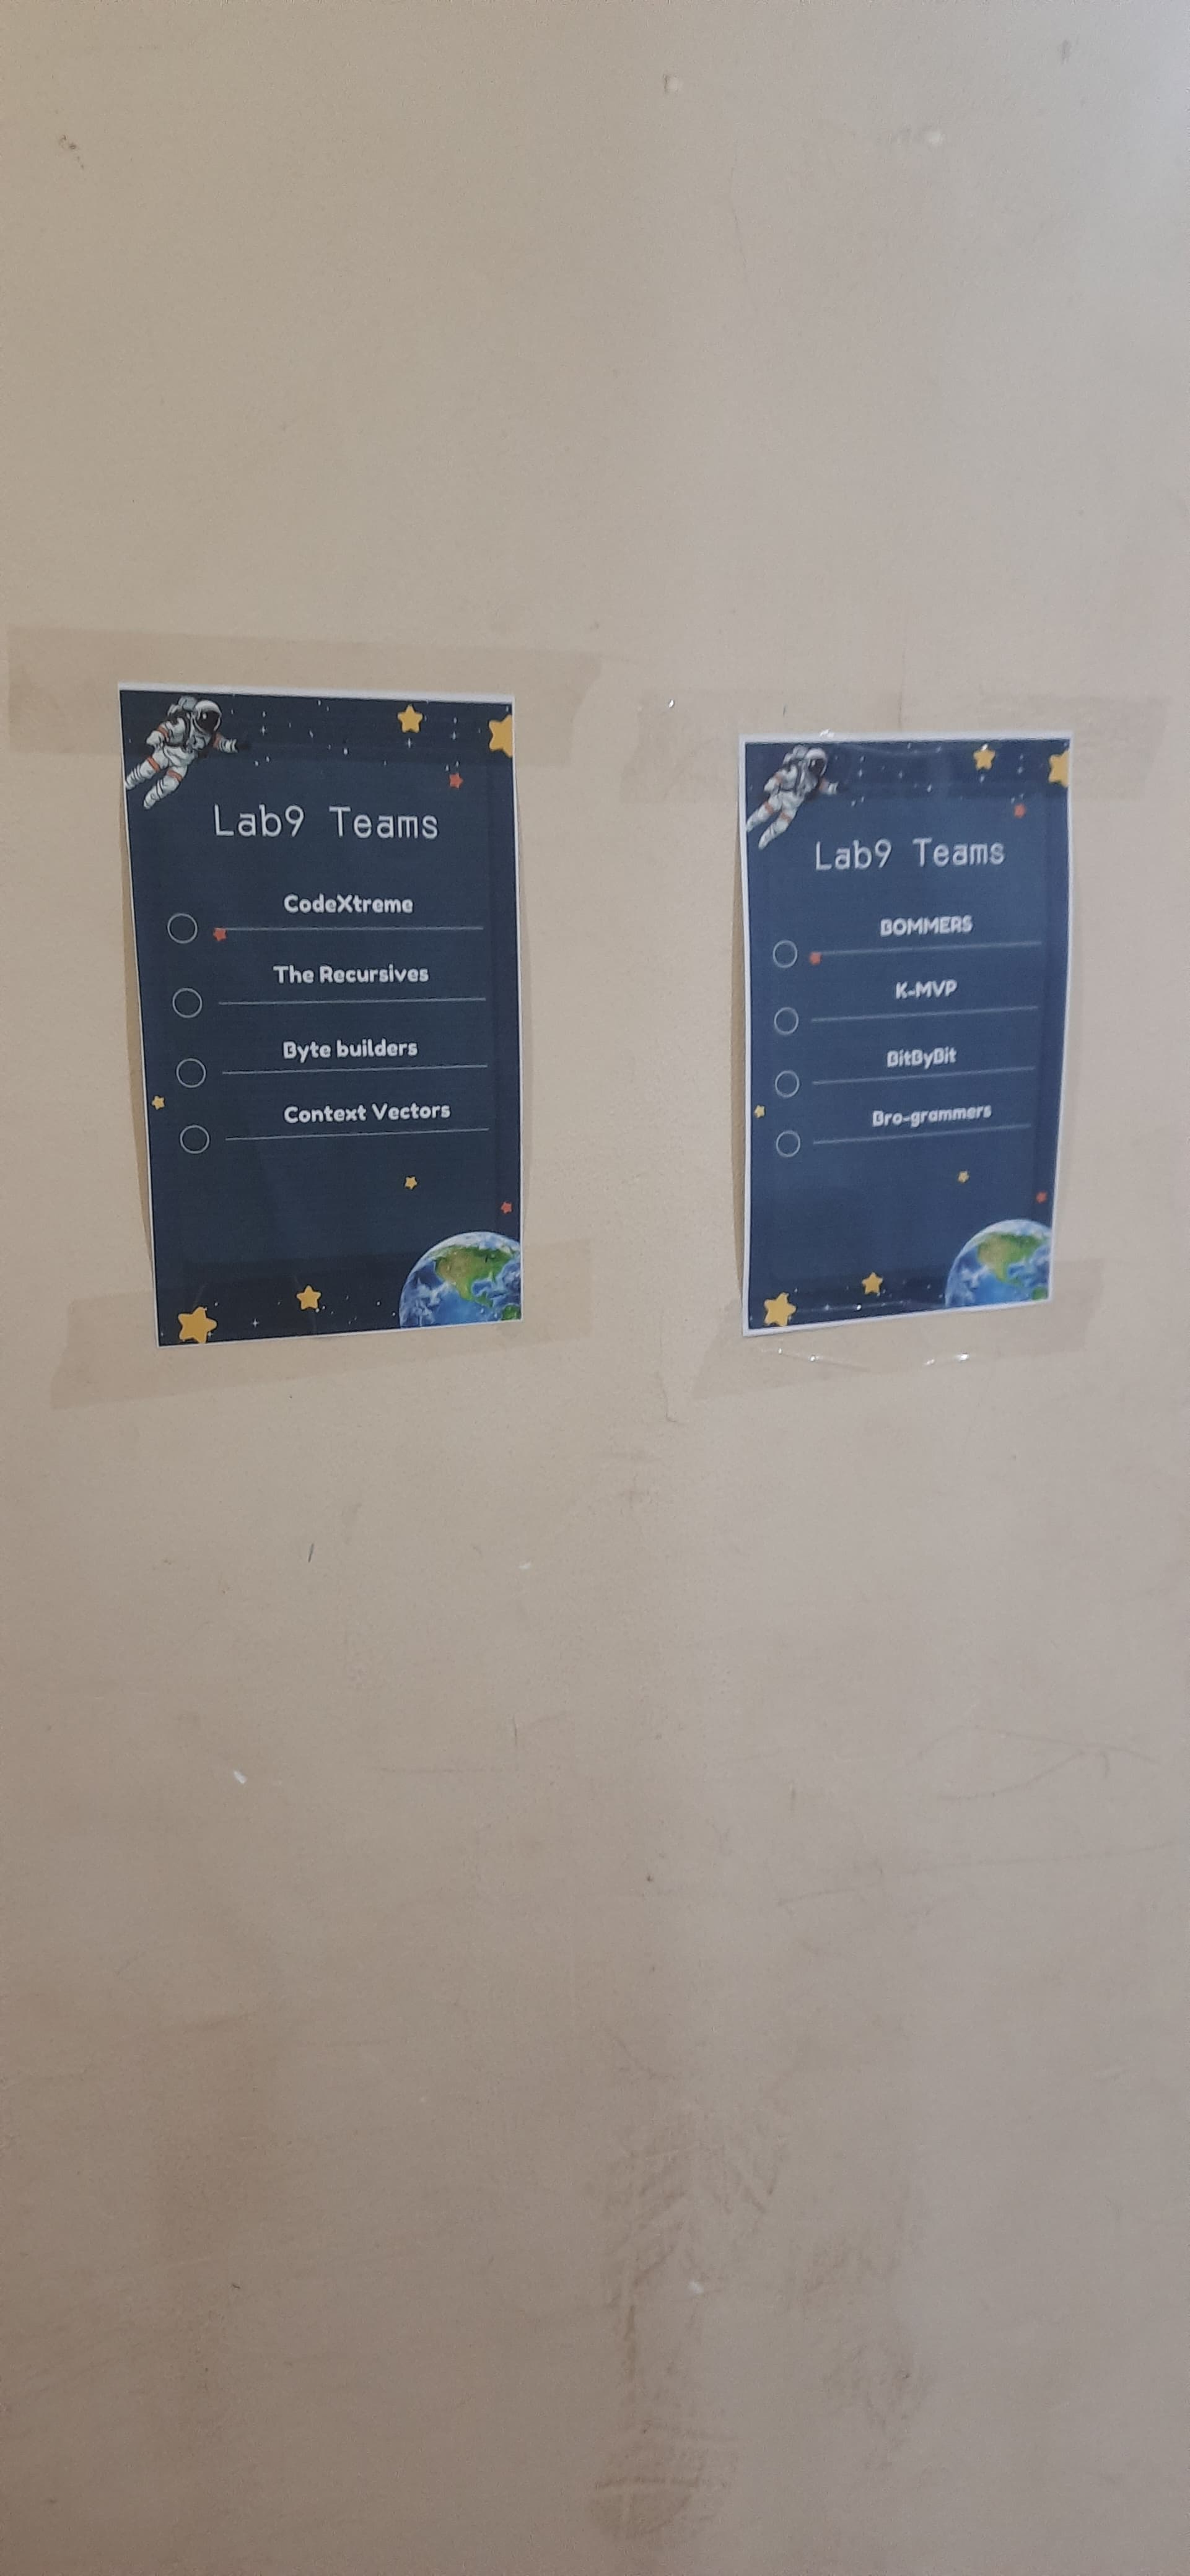 Lab9 Teams
CodeXtreme
The Recursives
Byte builders
Context Vectors
Lab9 Teams
BOMMERS
K-MVP
BitByBit
Bro-grammers